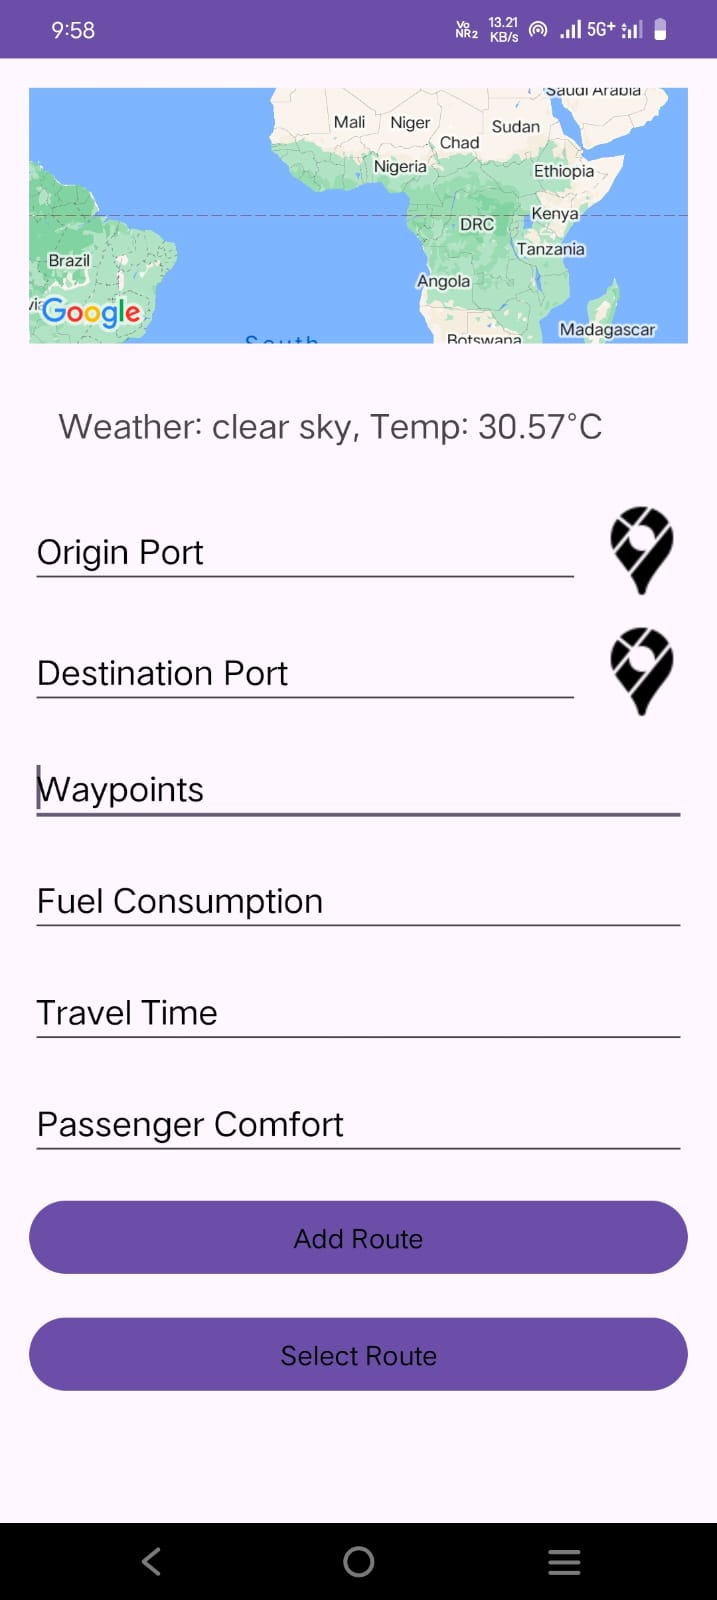 9:58
Vo NR2 13.21 KB/s 5G+
Saudi Arabia
Mali Niger Sudan
Chad
Nigeria Ethiopia
DRC Kenya
Tanzania
Brazil
Angola
Google
Madagascar
South Botswana
Weather: clear sky, Temp: 30.57°C
Origin Port
Destination Port
Waypoints
Fuel Consumption
Travel Time
Passenger Comfort
Add Route
Select Route